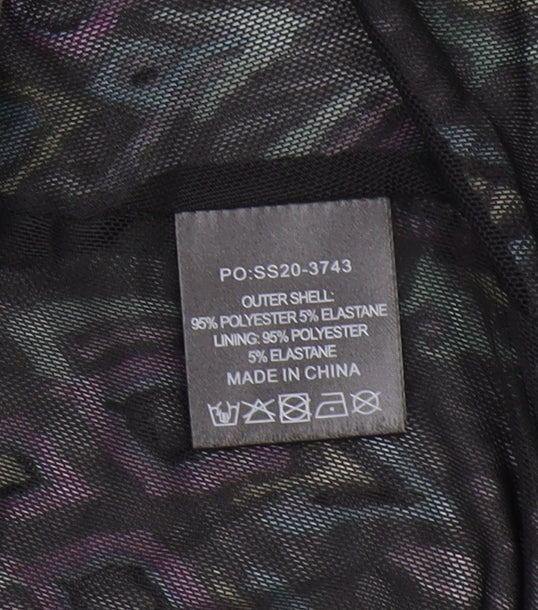 PO:SS20-3743
OUTER SHELL:
95% POLYESTER 5% ELASTANE
LINING: 95% POLYESTER
5% ELASTANE
MADE IN CHINA